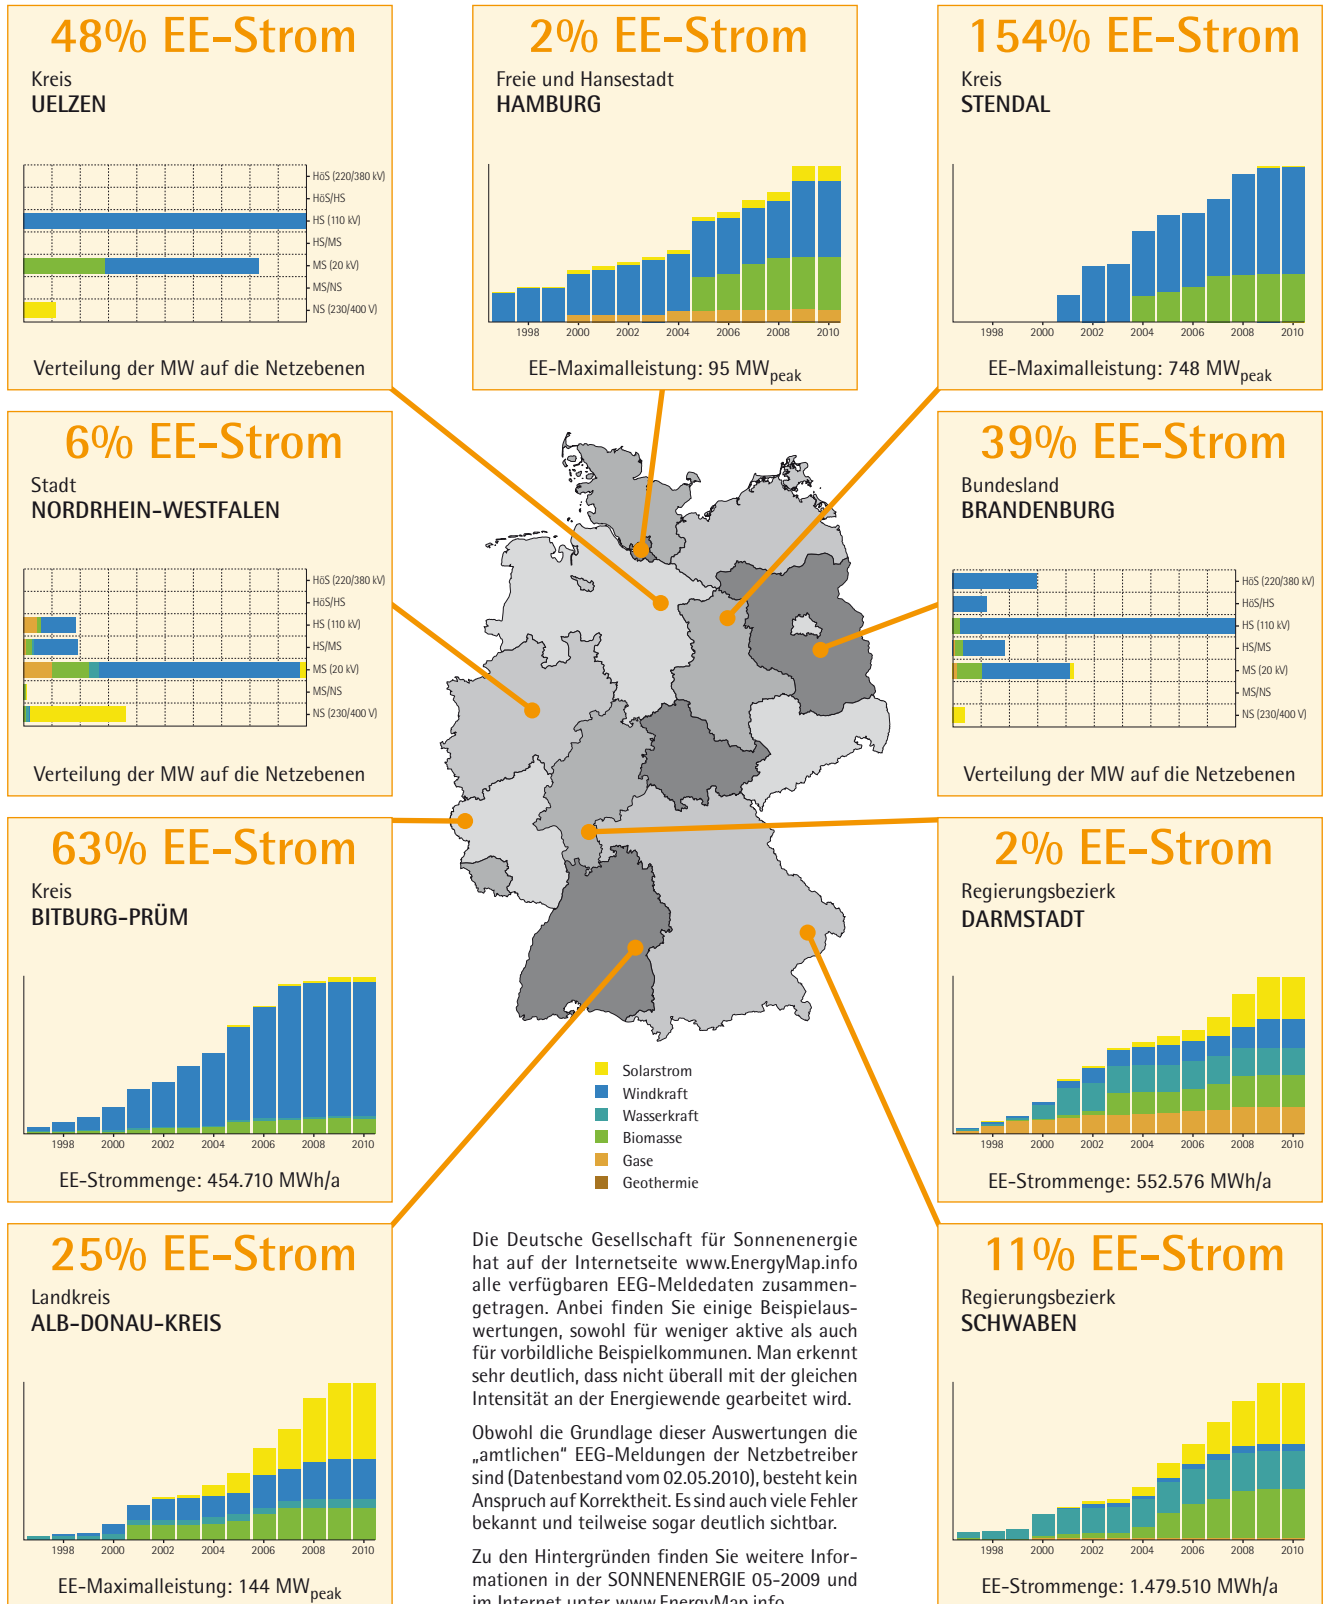 48% EE-Strom
Kreis
UELZEN
HöS (220/380 kV)
HöS/HS
HS (110 kV)
HS/MS
MS (20 kV)
MS/NS
NS (230/400 V)
Verteilung der MW auf die Netzebenen
2% EE-Strom
Freie und Hansestadt
HAMBURG
1998 2000 2002 2004 2006 2008 2010
EE-Maximalleistung: 95 MWpeak
154% EE-Strom
Kreis
STENDAL
1998 2000 2002 2004 2006 2008 2010
EE-Maximalleistung: 748 MWpeak
6% EE-Strom
Stadt
NORDRHEIN-WESTFALEN
HöS (220/380 kV)
HöS/HS
HS (110 kV)
HS/MS
MS (20 kV)
MS/NS
NS (230/400 V)
Verteilung der MW auf die Netzebenen
39% EE-Strom
Bundesland
BRANDENBURG
HöS (220/380 kV)
HöS/HS
HS (110 kV)
HS/MS
MS (20 kV)
MS/NS
NS (230/400 V)
Verteilung der MW auf die Netzebenen
63% EE-Strom
Kreis
BITBURG-PRÜM
1998 2000 2002 2004 2006 2008 2010
EE-Strommenge: 454.710 MWh/a
Solarstrom
Windkraft
Wasserkraft
Biomasse
Gase
Geothermie
2% EE-Strom
Regierungsbezierk
DARMSTADT
1998 2000 2002 2004 2006 2008 2010
EE-Strommenge: 552.576 MWh/a
25% EE-Strom
Landkreis
ALB-DONAU-KREIS
1998 2000 2002 2004 2006 2008 2010
EE-Maximalleistung: 144 MWpeak
Die Deutsche Gesellschaft für Sonnenenergie
hat auf der Internetseite www.EnergyMap.info
alle verfügbaren EEG-Meldedaten zusammen-
getragen. Anbei finden Sie einige Beispielaus-
wertungen, sowohl für weniger aktive als auch
für vorbildliche Beispielkommunen. Man erkennt
sehr deutlich, dass nicht überall mit der gleichen
Intensität an der Energiewende gearbeitet wird.
Obwohl die Grundlage dieser Auswertungen die
„amtlichen“ EEG-Meldungen der Netzbetreiber
sind (Datenbestand vom 02.05.2010), besteht kein
Anspruch auf Korrektheit. Es sind auch viele Fehler
bekannt und teilweise sogar deutlich sichtbar.
Zu den Hintergründen finden Sie weitere Infor-
mationen in der SONNENENERGIE 05-2009 und
im Internet unter www.EnergyMap.info
11% EE-Strom
Regierungsbezierk
SCHWABEN
1998 2000 2002 2004 2006 2008 2010
EE-Strommenge: 1.479.510 MWh/a